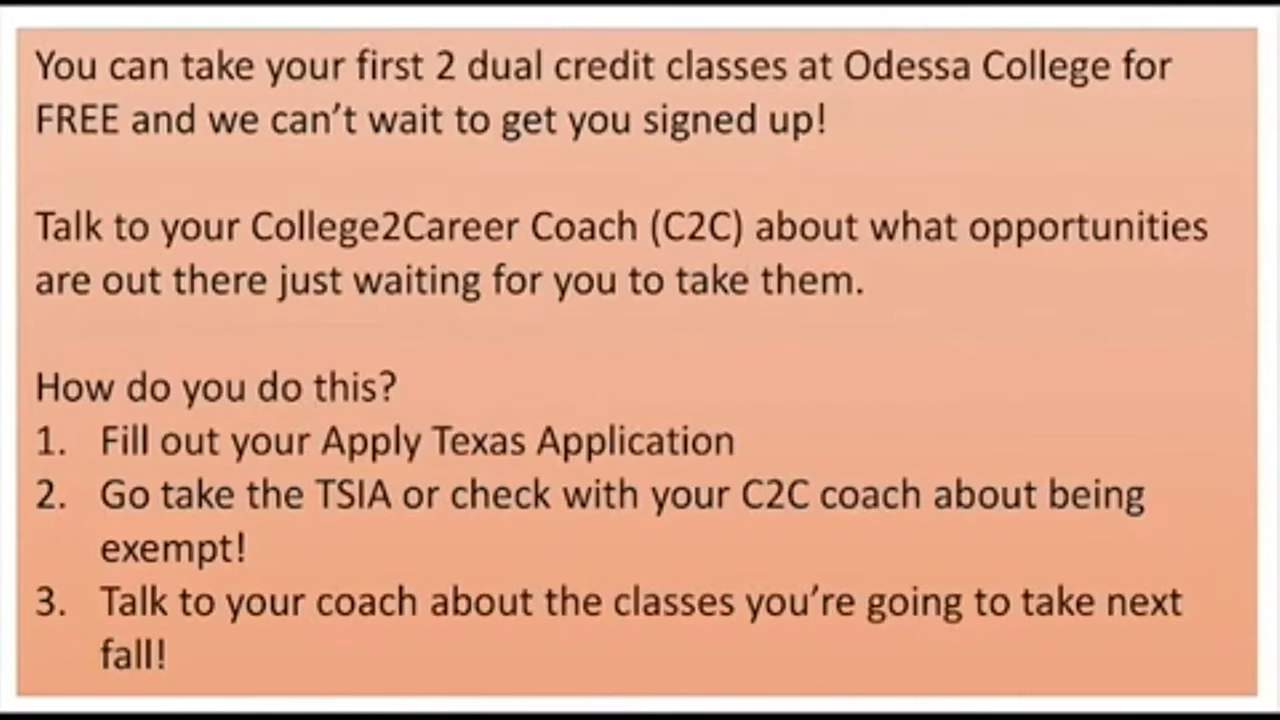 You can take your first 2 dual credit classes at Odessa College for
FREE and we can’t wait to get you signed up!
Talk to your College2Career Coach (C2C) about what opportunities
are out there just waiting for you to take them.
How do you do this?
1. Fill out your Apply Texas Application
2. Go take the TSIA or check with your C2C coach about being
exempt!
3. Talk to your coach about the classes you’re going to take next
fall!